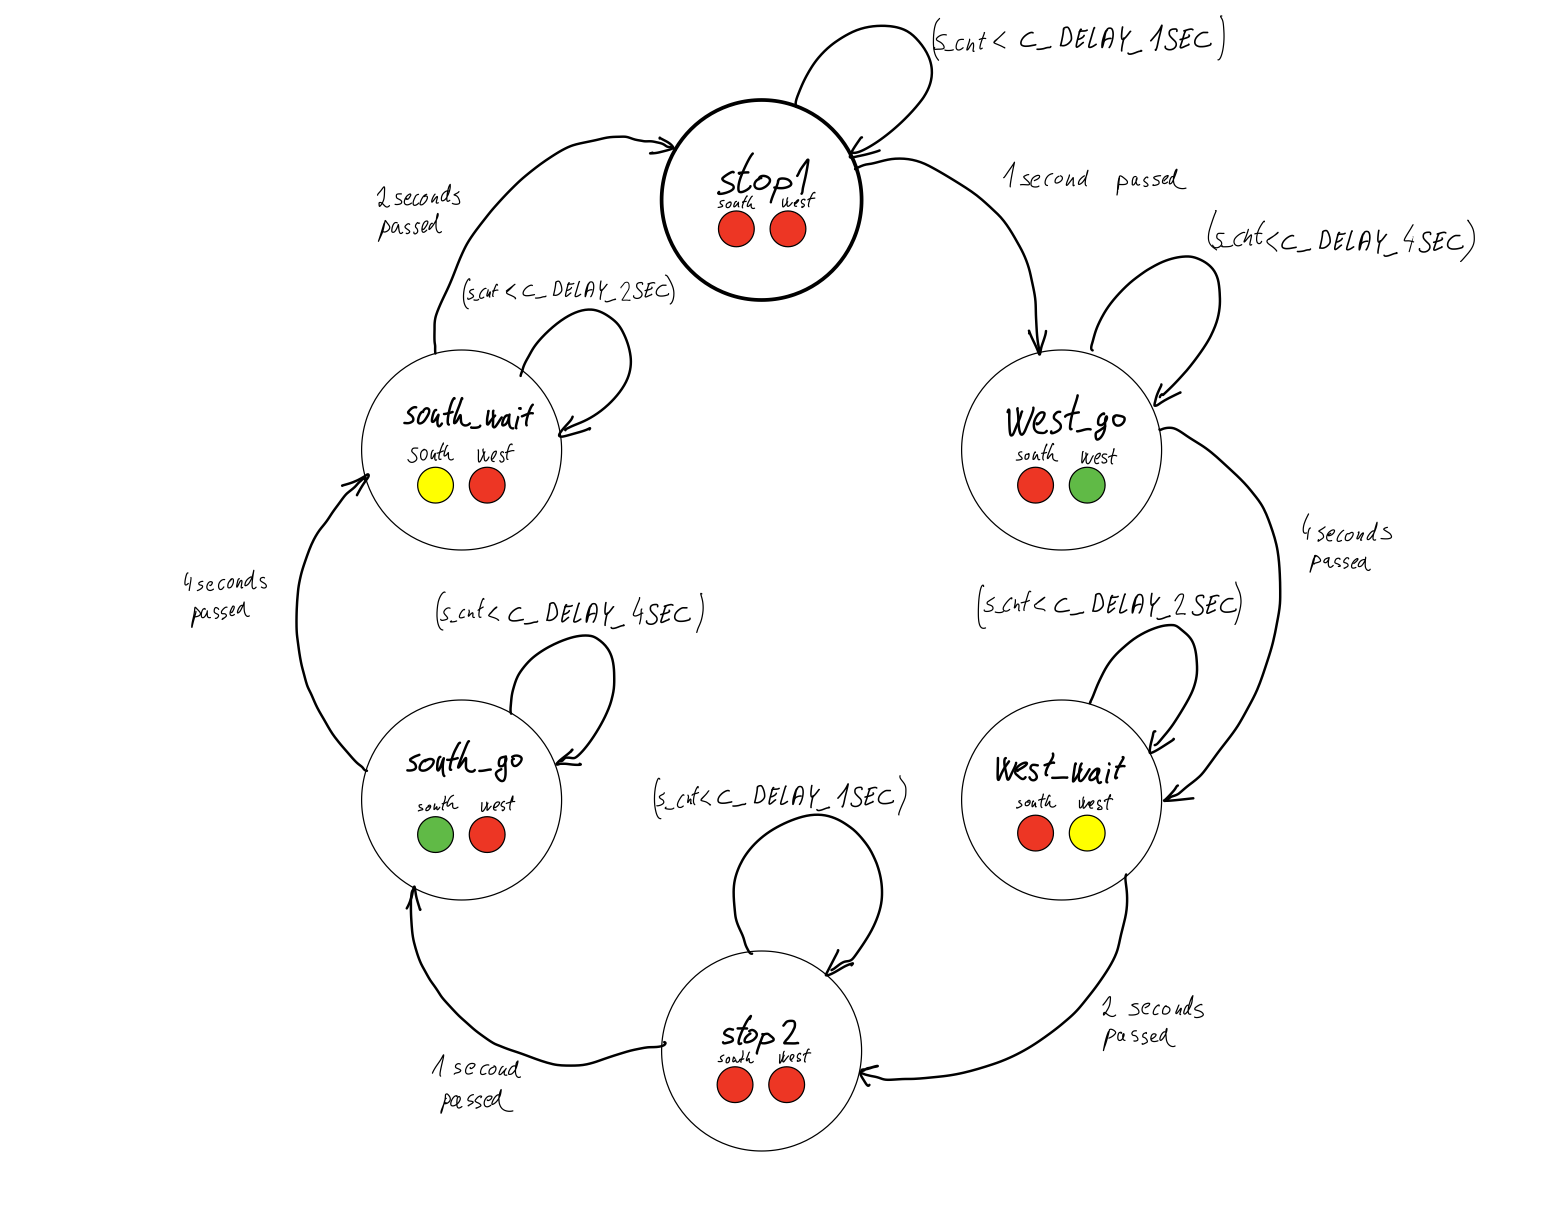 (s_cnt < C_DELAY_1SEC)
stop1
south west
1 second passed
2 seconds
passed
(s_cnt < C_DELAY_4SEC)
(s_cnt < C_DELAY_2SEC)
south_wait
South West
West_go
south West
4 seconds
passed
4 seconds
passed
(s_cnt < C_DELAY_4SEC)
(s_cnt < C_DELAY_2SEC)
south_go
south west
West_wait
south west
(s_cnt < C_DELAY_1SEC)
2 seconds
passed
stop2
south west
1 second
passed